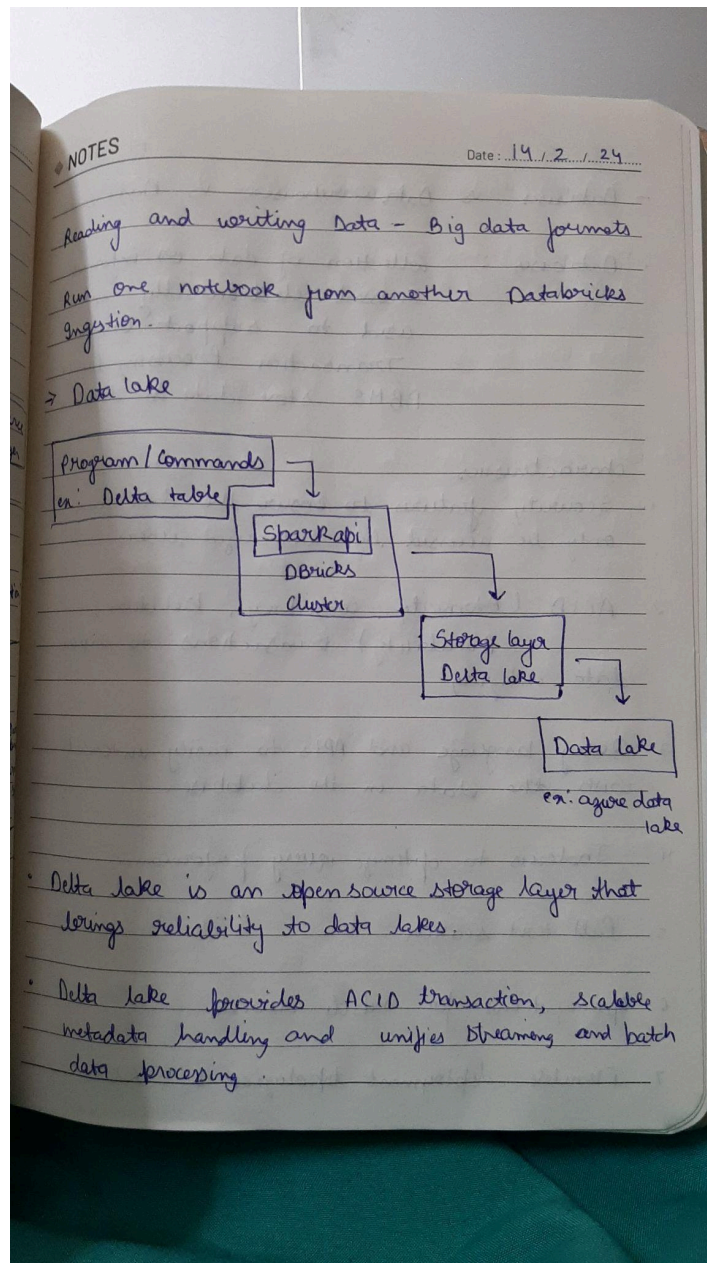 NOTES
Date: 14/2/24
Reading and writing Data - Big data formats
Run one notebook from another Databricks
Ingestion.
⇒ Data lake
Program/Commands
ex: Delta table
Spark api
DBricks
Cluster
Storage layer
Delta lake
Data lake
ex: azure data
lake
• Delta lake is an open source storage layer that
brings reliability to data lakes.
• Delta lake provides ACID transaction, scalable
metadata handling and unifies streaming and batch
data processing.